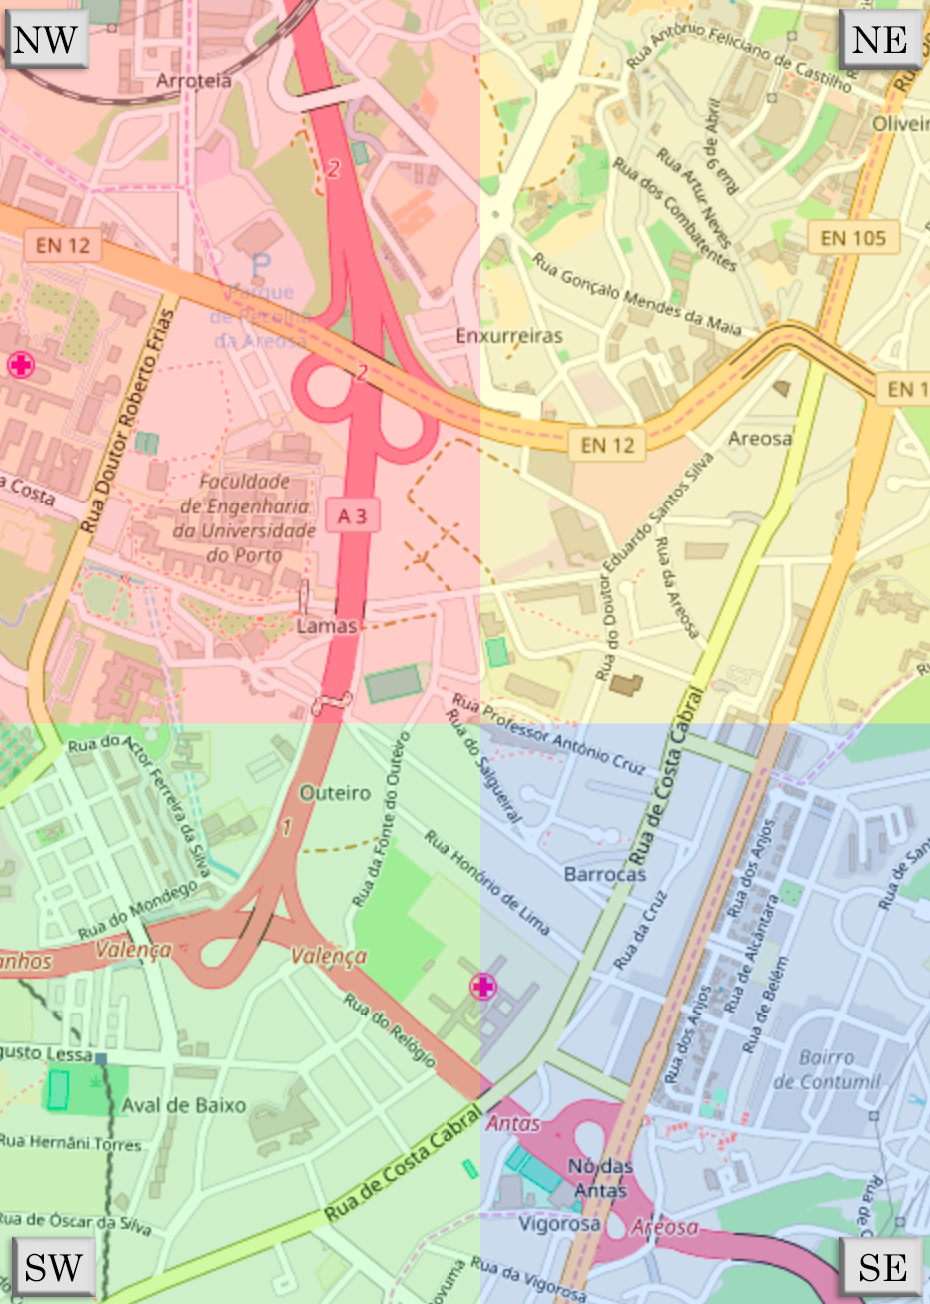 NW
NE
Arroteia
Rua António Feliciano de Castilho
Oliveir
Rua 9 de Abril
Rua Artur Neves
Rua dos Combatentes
2
EN 12
EN 105
P
Parque
de Recolha
da Areosa
Rua Gonçalo Mendes da Maia
Enxurreiras
2
EN 1
EN 12
Areosa
Rua Doutor Roberto Frias
a Costa
Faculdade
de Engenharia
da Universidade
do Porto
A 3
Rua do Doutor Eduardo Santos Silva
Rua da Areosa
Lamas
Rua Professor António Cruz
Rua do Salgueiral
Rua de Costa Cabral
Rua do Actor Ferreira da Silva
Outeiro
1
Rua da Fonte do Outeiro
Rua Honório de Lima
Barrocas
Rua da Cruz
Rua dos Anjos
Rua de Alcântara
Rua de Belém
Rua dos Anjos
Rua de San
Rua do Mondego
Valença
Valença
anhos
Rua do Relógio
gusto Lessa
Bairro
de Contumil
Aval de Baixo
Rua Hernâni Torres
Rua de Costa Cabral
Antas
Nó das
Antas
Vigorosa
Areosa
Rua de Óscar da Silva
Rua da Vigorosa
ovuma
Rua de C
SW
SE